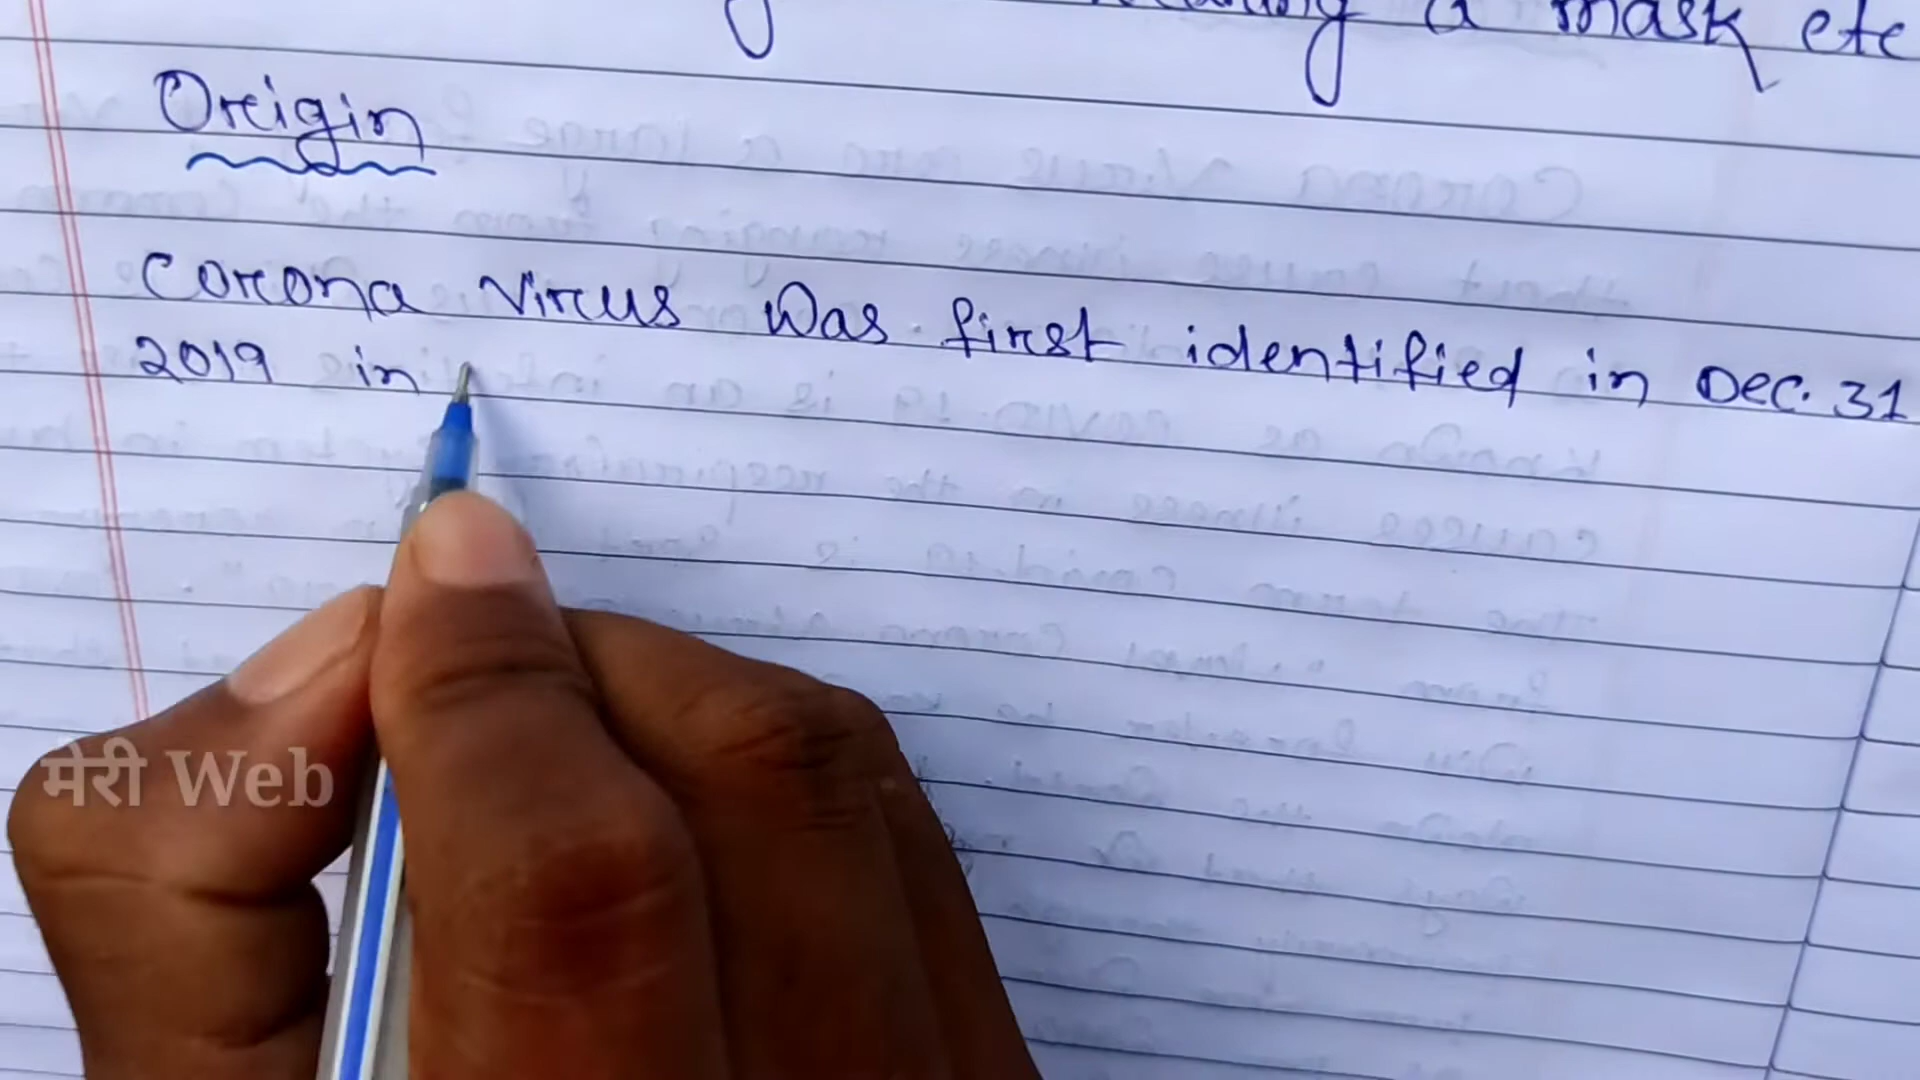 a mask etc
Origin
Corona Virus Was first identified in Dec. 31
2019 in
मेरी Web